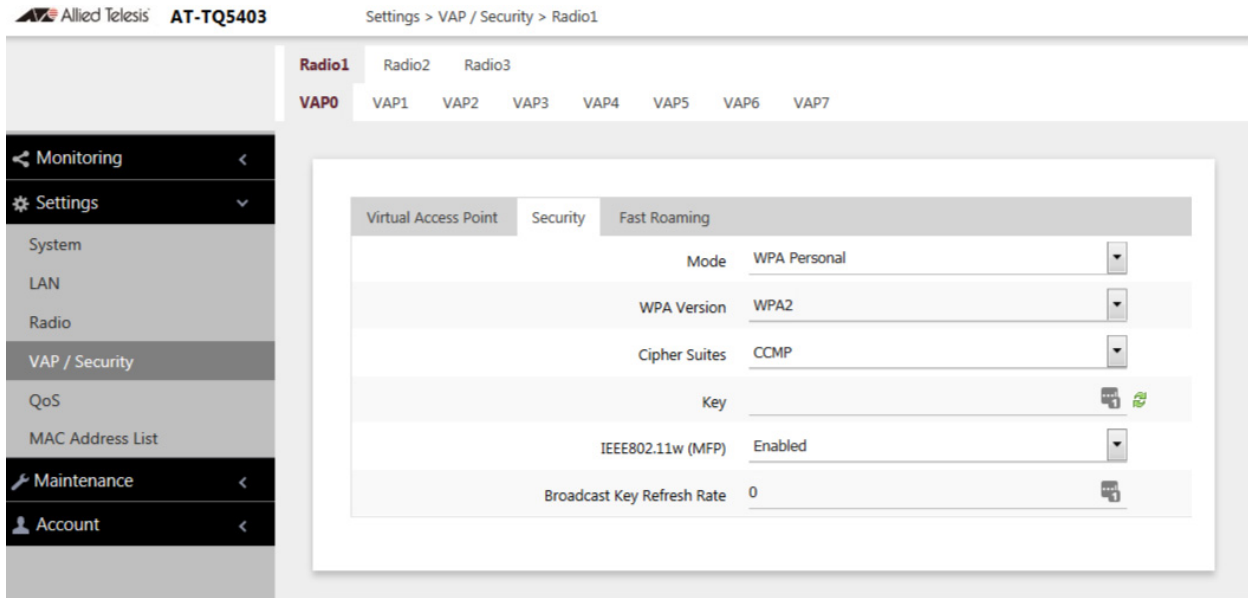 Allied Telesis AT-TQ5403 Settings > VAP / Security > Radio1
Radio1 Radio2 Radio3
VAP0 VAP1 VAP2 VAP3 VAP4 VAP5 VAP6 VAP7
Monitoring
Settings
System
LAN
Radio
VAP / Security
QoS
MAC Address List
Maintenance
Account
Virtual Access Point Security Fast Roaming
Mode WPA Personal
WPA Version WPA2
Cipher Suites CCMP
Key
IEEE802.11w (MFP) Enabled
Broadcast Key Refresh Rate 0